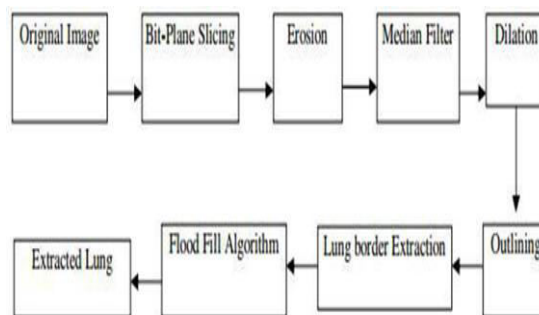 Original Image
Bit-Plane Slicing
Erosion
Median Filter
Dilation
Outlining
Lung border Extraction
Flood Fill Algorithm
Extracted Lung